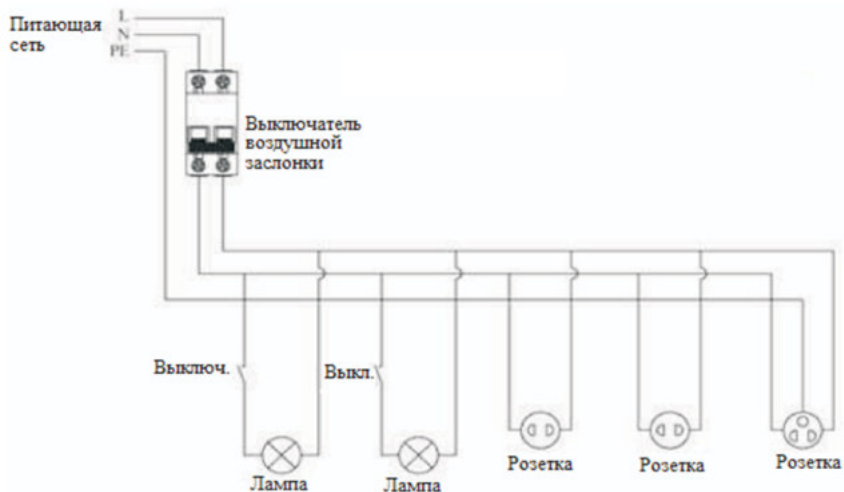 Питающая
сеть
L
N
PE
Выключатель
воздушной
заслонки
Выключ.
Выкл.
Лампа
Лампа
Розетка
Розетка
Розетка